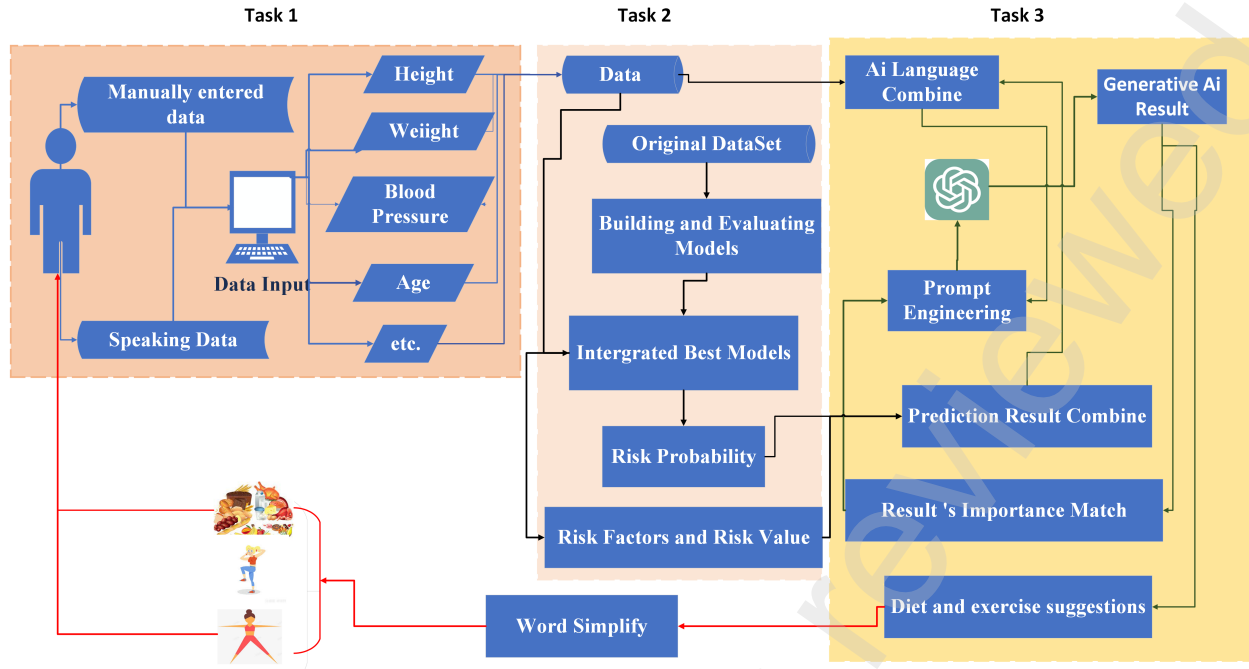 Task 1
Task 2
Task 3
Manually entered
data
Speaking Data
Data Input
Height
Weiight
Blood
Pressure
Age
etc.
Data
Original DataSet
Building and Evaluating
Models
Intergrated Best Models
Risk Probability
Risk Factors and Risk Value
Ai Language
Combine
Generative Ai
Result
Prompt
Engineering
Prediction Result Combine
Result 's Importance Match
Diet and exercise suggestions
Word Simplify
reviewed